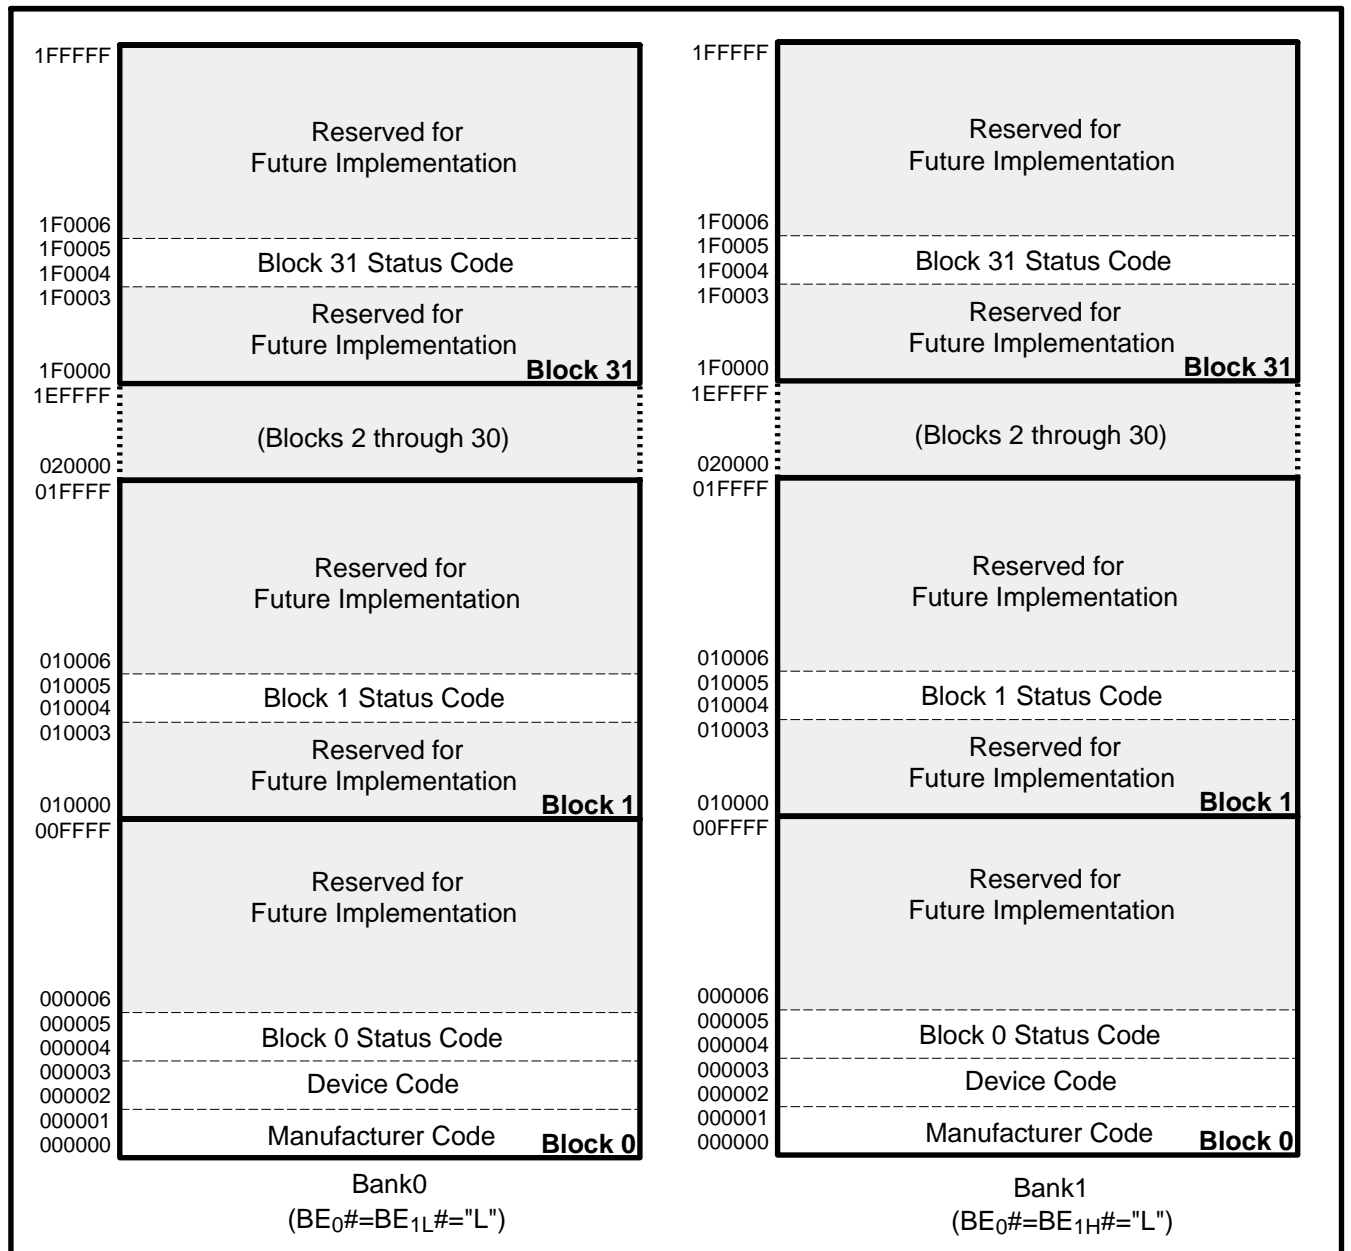 1FFFFF
Reserved for
Future Implementation
1F0006
1F0005
Block 31 Status Code
1F0004
1F0003
Reserved for
Future Implementation
1F0000
Block 31
1EFFFF
(Blocks 2 through 30)
020000
01FFFF
Reserved for
Future Implementation
010006
010005
Block 1 Status Code
010004
010003
Reserved for
Future Implementation
010000
Block 1
00FFFF
Reserved for
Future Implementation
000006
000005
Block 0 Status Code
000004
000003
Device Code
000002
000001
Manufacturer Code
000000
Block 0
Bank0
(BE0#=BE1L#="L")
1FFFFF
Reserved for
Future Implementation
1F0006
1F0005
Block 31 Status Code
1F0004
1F0003
Reserved for
Future Implementation
1F0000
Block 31
1EFFFF
(Blocks 2 through 30)
020000
01FFFF
Reserved for
Future Implementation
010006
010005
Block 1 Status Code
010004
010003
Reserved for
Future Implementation
010000
Block 1
00FFFF
Reserved for
Future Implementation
000006
000005
Block 0 Status Code
000004
000003
Device Code
000002
000001
Manufacturer Code
000000
Block 0
Bank1
(BE0#=BE1H#="L")